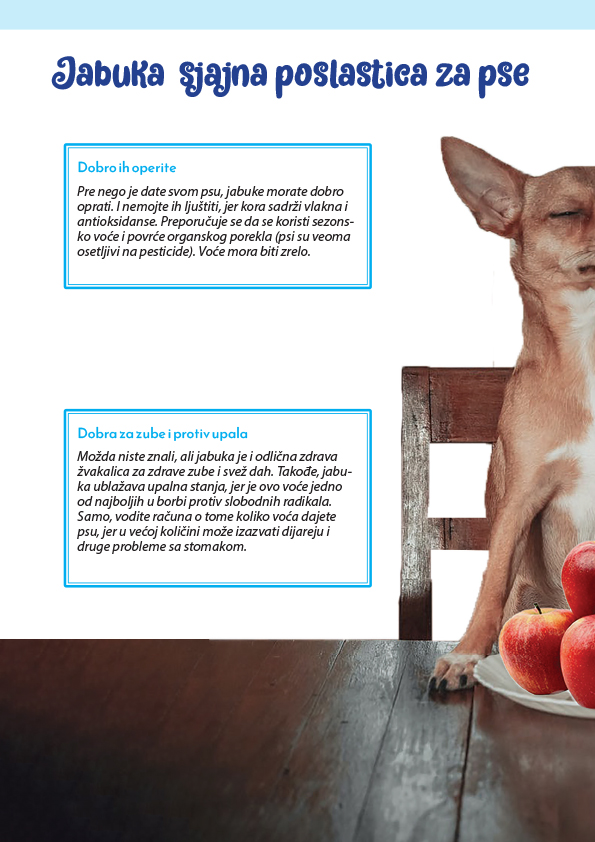 Jabuka sjajna poslastica za pse
Dobro ih operite
Pre nego je date svom psu, jabuke morate dobro
oprati. I nemojte ih ljuštiti, jer kora sadrži vlakna i
antioksidanse. Preporučuje se da se koristi sezons-
ko voće i povrće organskog porekla (psi su veoma
osetljivi na pesticide). Voće mora biti zrelo.
Dobra za zube i protiv upala
Možda niste znali, ali jabuka je i odlična zdrava
žvakalica za zdrave zube i svež dah. Takođe, jabu-
ka ublažava upalna stanja, jer je ovo voće jedno
od najboljih u borbi protiv slobodnih radikala.
Samo, vodite računa o tome koliko voća dajete
psu, jer u većoj količini može izazvati dijareju i
druge probleme sa stomakom.